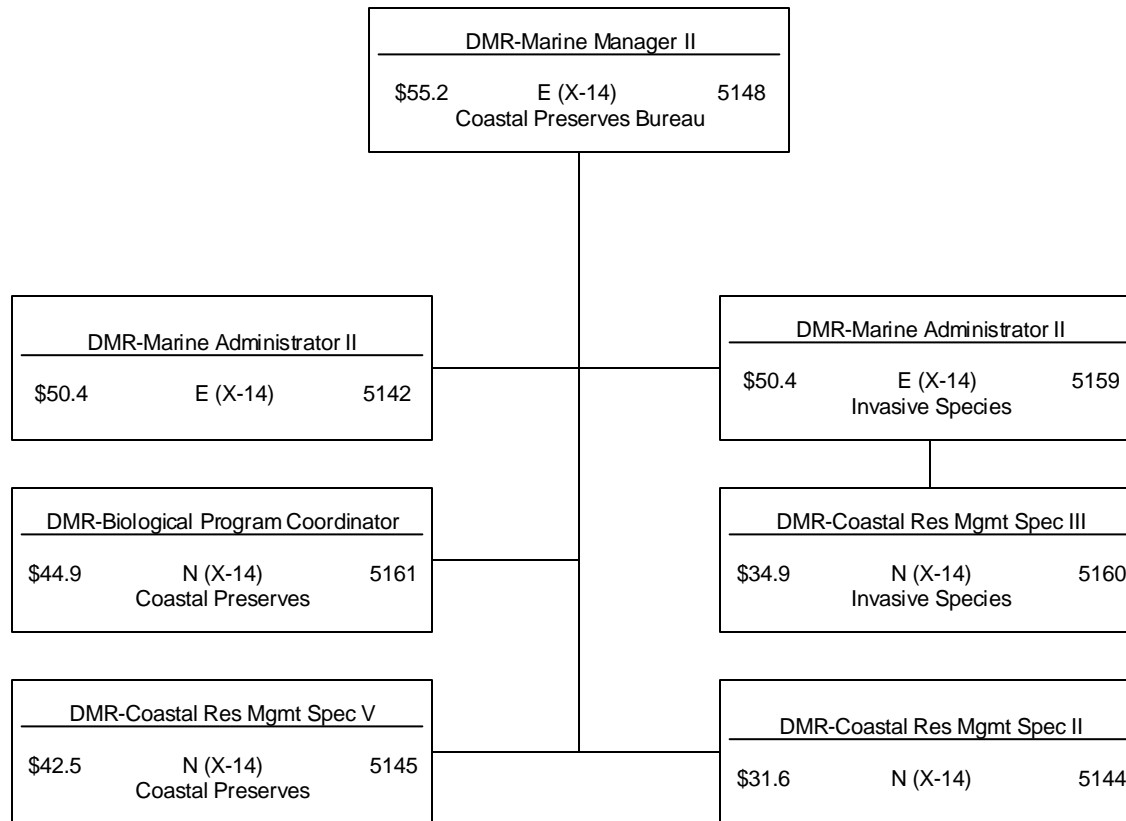 DMR-Marine Manager II
$55.2 E (X-14) 5148
Coastal Preserves Bureau
DMR-Marine Administrator II
$50.4 E (X-14) 5142
DMR-Marine Administrator II
$50.4 E (X-14) 5159
Invasive Species
DMR-Biological Program Coordinator
$44.9 N (X-14) 5161
Coastal Preserves
DMR-Coastal Res Mgmt Spec III
$34.9 N (X-14) 5160
Invasive Species
DMR-Coastal Res Mgmt Spec V
$42.5 N (X-14) 5145
Coastal Preserves
DMR-Coastal Res Mgmt Spec II
$31.6 N (X-14) 5144